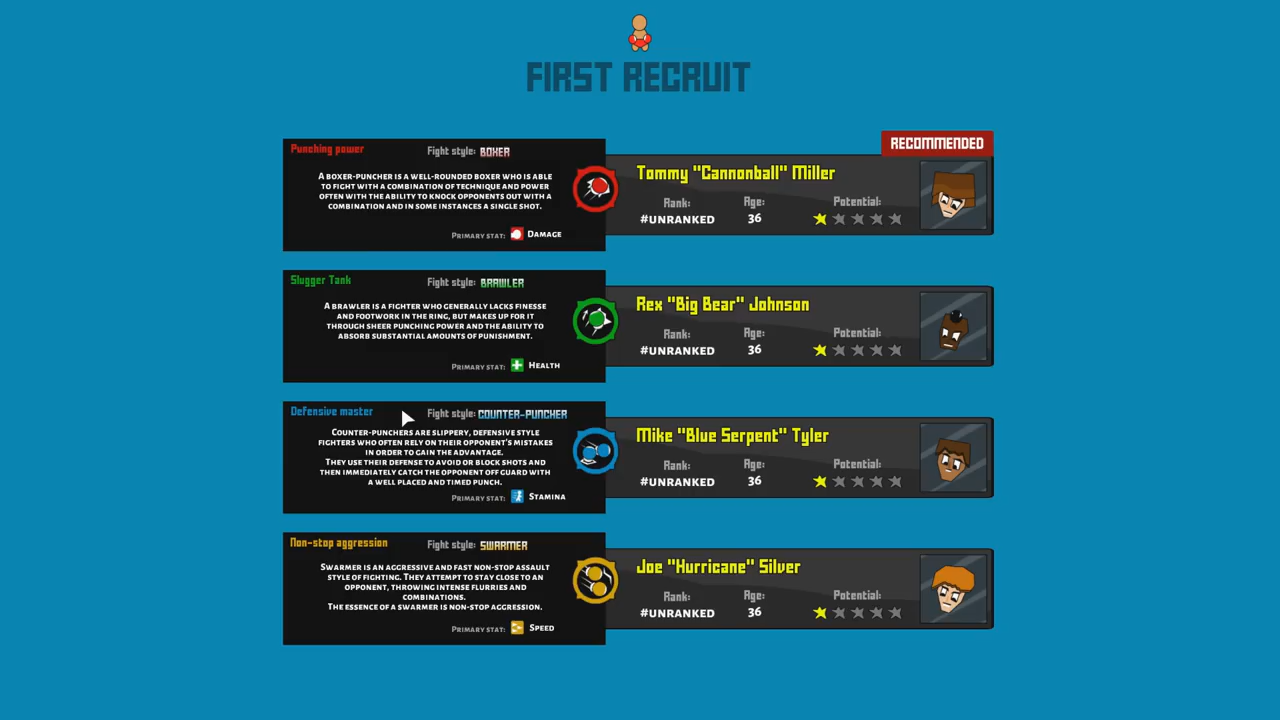 FIRST RECRUIT
RECOMMENDED
Punching power Fight style: BOXER
A BOXER-PUNCHER IS A WELL-ROUNDED BOXER WHO IS ABLE
TO FIGHT WITH A COMBINATION OF TECHNIQUE AND POWER
OFTEN WITH THE ABILITY TO KNOCK OPPONENTS OUT WITH A
COMBINATION AND IN SOME INSTANCES A SINGLE SHOT.
PRIMARY STAT: DAMAGE
Tommy "Cannonball" Miller
Rank: Age: Potential:
#UNRANKED 36
Slugger Tank Fight style: BRAWLER
A BRAWLER IS A FIGHTER WHO GENERALLY LACKS FINESSE
AND FOOTWORK IN THE RING, BUT MAKES UP FOR IT
THROUGH SHEER PUNCHING POWER AND THE ABILITY TO
ABSORB SUBSTANTIAL AMOUNTS OF PUNISHMENT.
PRIMARY STAT: HEALTH
Rex "Big Bear" Johnson
Rank: Age: Potential:
#UNRANKED 36
Defensive master Fight style: COUNTER-PUNCHER
COUNTER-PUNCHERS ARE SLIPPERY, DEFENSIVE STYLE
FIGHTERS WHO OFTEN RELY ON THEIR OPPONENT'S MISTAKES
IN ORDER TO GAIN THE ADVANTAGE.
THEY USE THEIR DEFENSE TO AVOID OR BLOCK SHOTS AND
THEN IMMEDIATELY CATCH THE OPPONENT OFF GUARD WITH
A WELL PLACED AND TIMED PUNCH.
PRIMARY STAT: STAMINA
Mike "Blue Serpent" Tyler
Rank: Age: Potential:
#UNRANKED 36
Non-stop aggression Fight style: SWARMER
SWARMER IS AN AGGRESSIVE AND FAST NON-STOP ASSAULT
STYLE OF FIGHTING. THEY ATTEMPT TO STAY CLOSE TO AN
OPPONENT, THROWING INTENSE FLURRIES AND
COMBINATIONS.
THE ESSENCE OF A SWARMER IS NON-STOP AGGRESSION.
PRIMARY STAT: SPEED
Joe "Hurricane" Silver
Rank: Age: Potential:
#UNRANKED 36